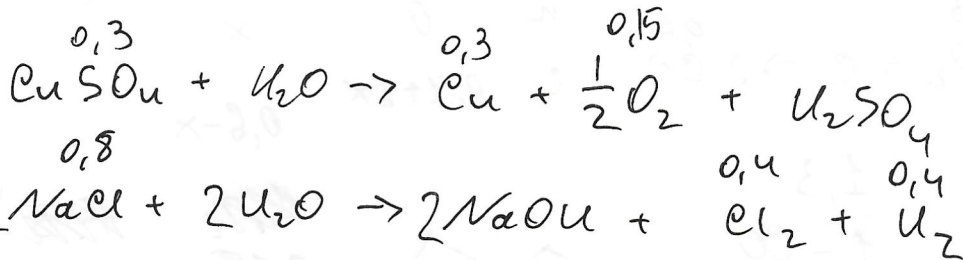 0,3 0,3 0,15
CuSO₄ + H₂O -> Cu + 1/2 O₂ + H₂SO₄
0,8 0,4 0,4
NaCl + 2H₂O -> 2NaOH + Cl₂ + H₂